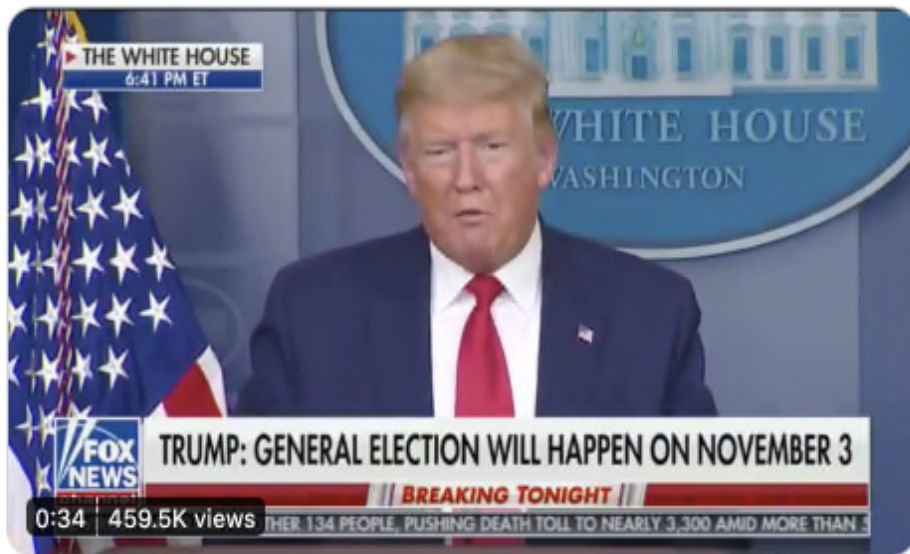 THE WHITE HOUSE
6:41 PM ET
WHITE HOUSE
WASHINGTON
FOX
NEWS
channel
TRUMP: GENERAL ELECTION WILL HAPPEN ON NOVEMBER 3
BREAKING TONIGHT
0:34 459.5K views
THER 134 PEOPLE, PUSHING DEATH TOLL TO NEARLY 3,300 AMID MORE THAN